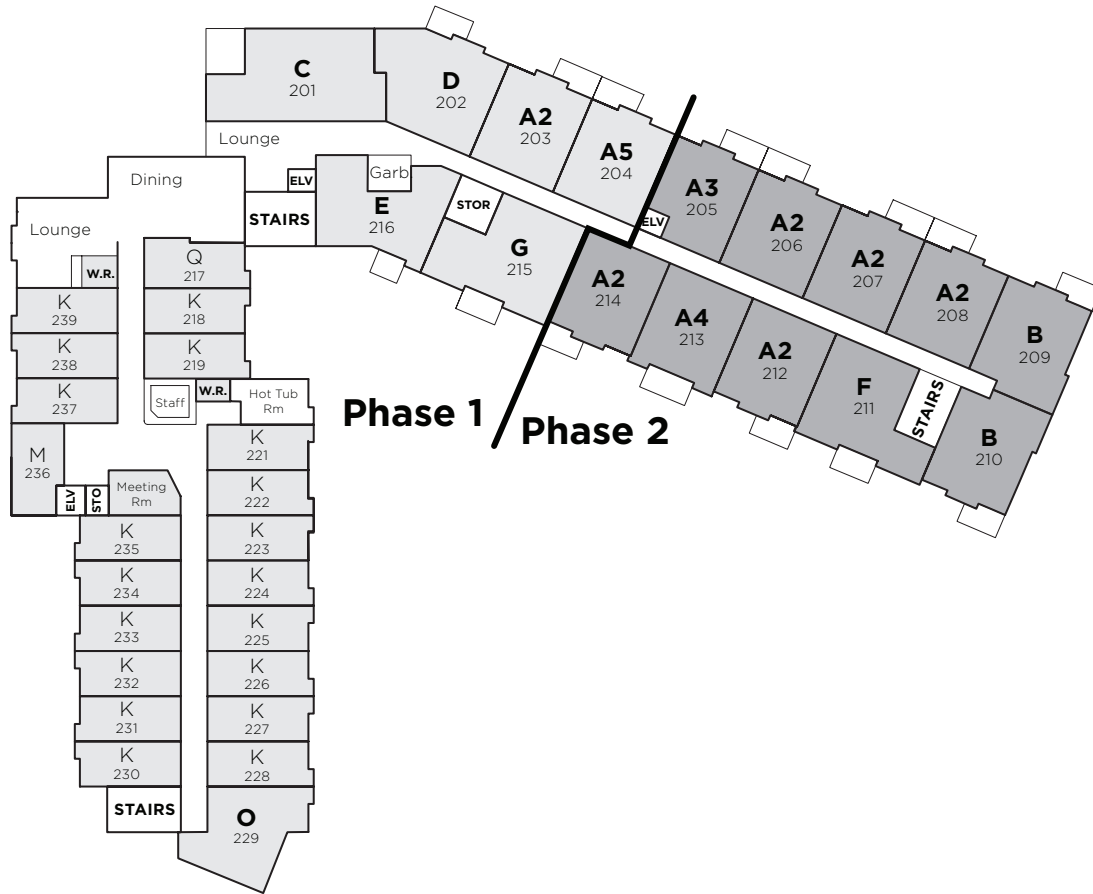 C
201
D
202
A2
203
A5
204
A3
205
A2
206
A2
207
A2
208
B
209
B
210
STAIRS
F
211
A2
212
A4
213
A2
214
ELV
G
215
STOR
E
216
Garb
ELV
STAIRS
Lounge
Dining
Lounge
W.R.
Q
217
K
218
K
219
K
239
K
238
K
237
M
236
Staff
W.R.
Hot Tub
Rm
Phase 1
Phase 2
ELV
STO
Meeting
Rm
K
221
K
222
K
223
K
224
K
225
K
226
K
227
K
228
O
229
K
235
K
234
K
233
K
232
K
231
K
230
STAIRS